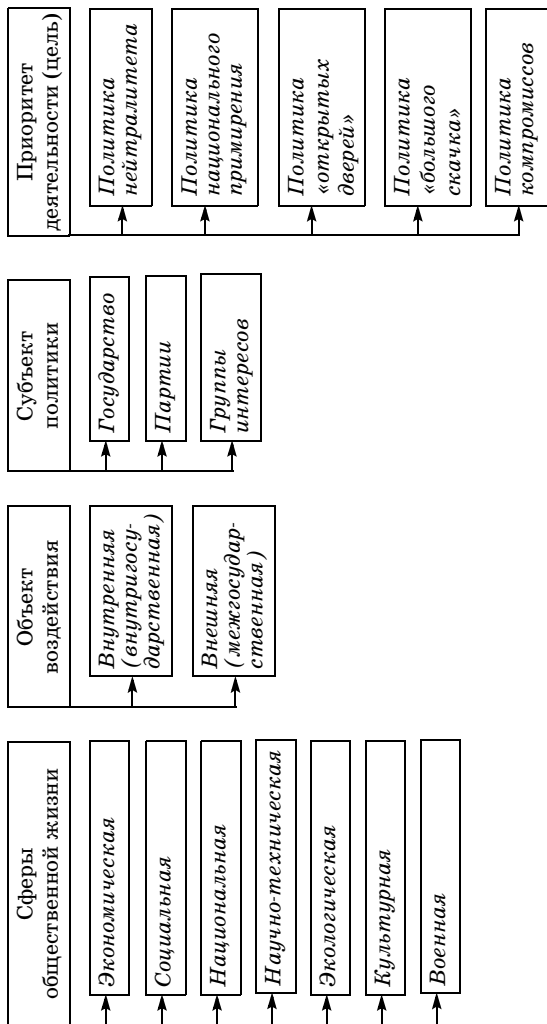 Сферы
общественной жизни
Экономическая
Социальная
Национальная
Научно-техническая
Экологическая
Культурная
Военная
Объект
воздействия
Внутренняя
(внутригосу-
дарственная)
Внешняя
(межгосудар-
ственная)
Субъект
политики
Государство
Партии
Группы
интересов
Приоритет
деятельности (цель)
Политика
нейтралитета
Политика
национального
примирения
Политика
«открытых
дверей»
Политика
«большого
скачка»
Политика
компромиссов